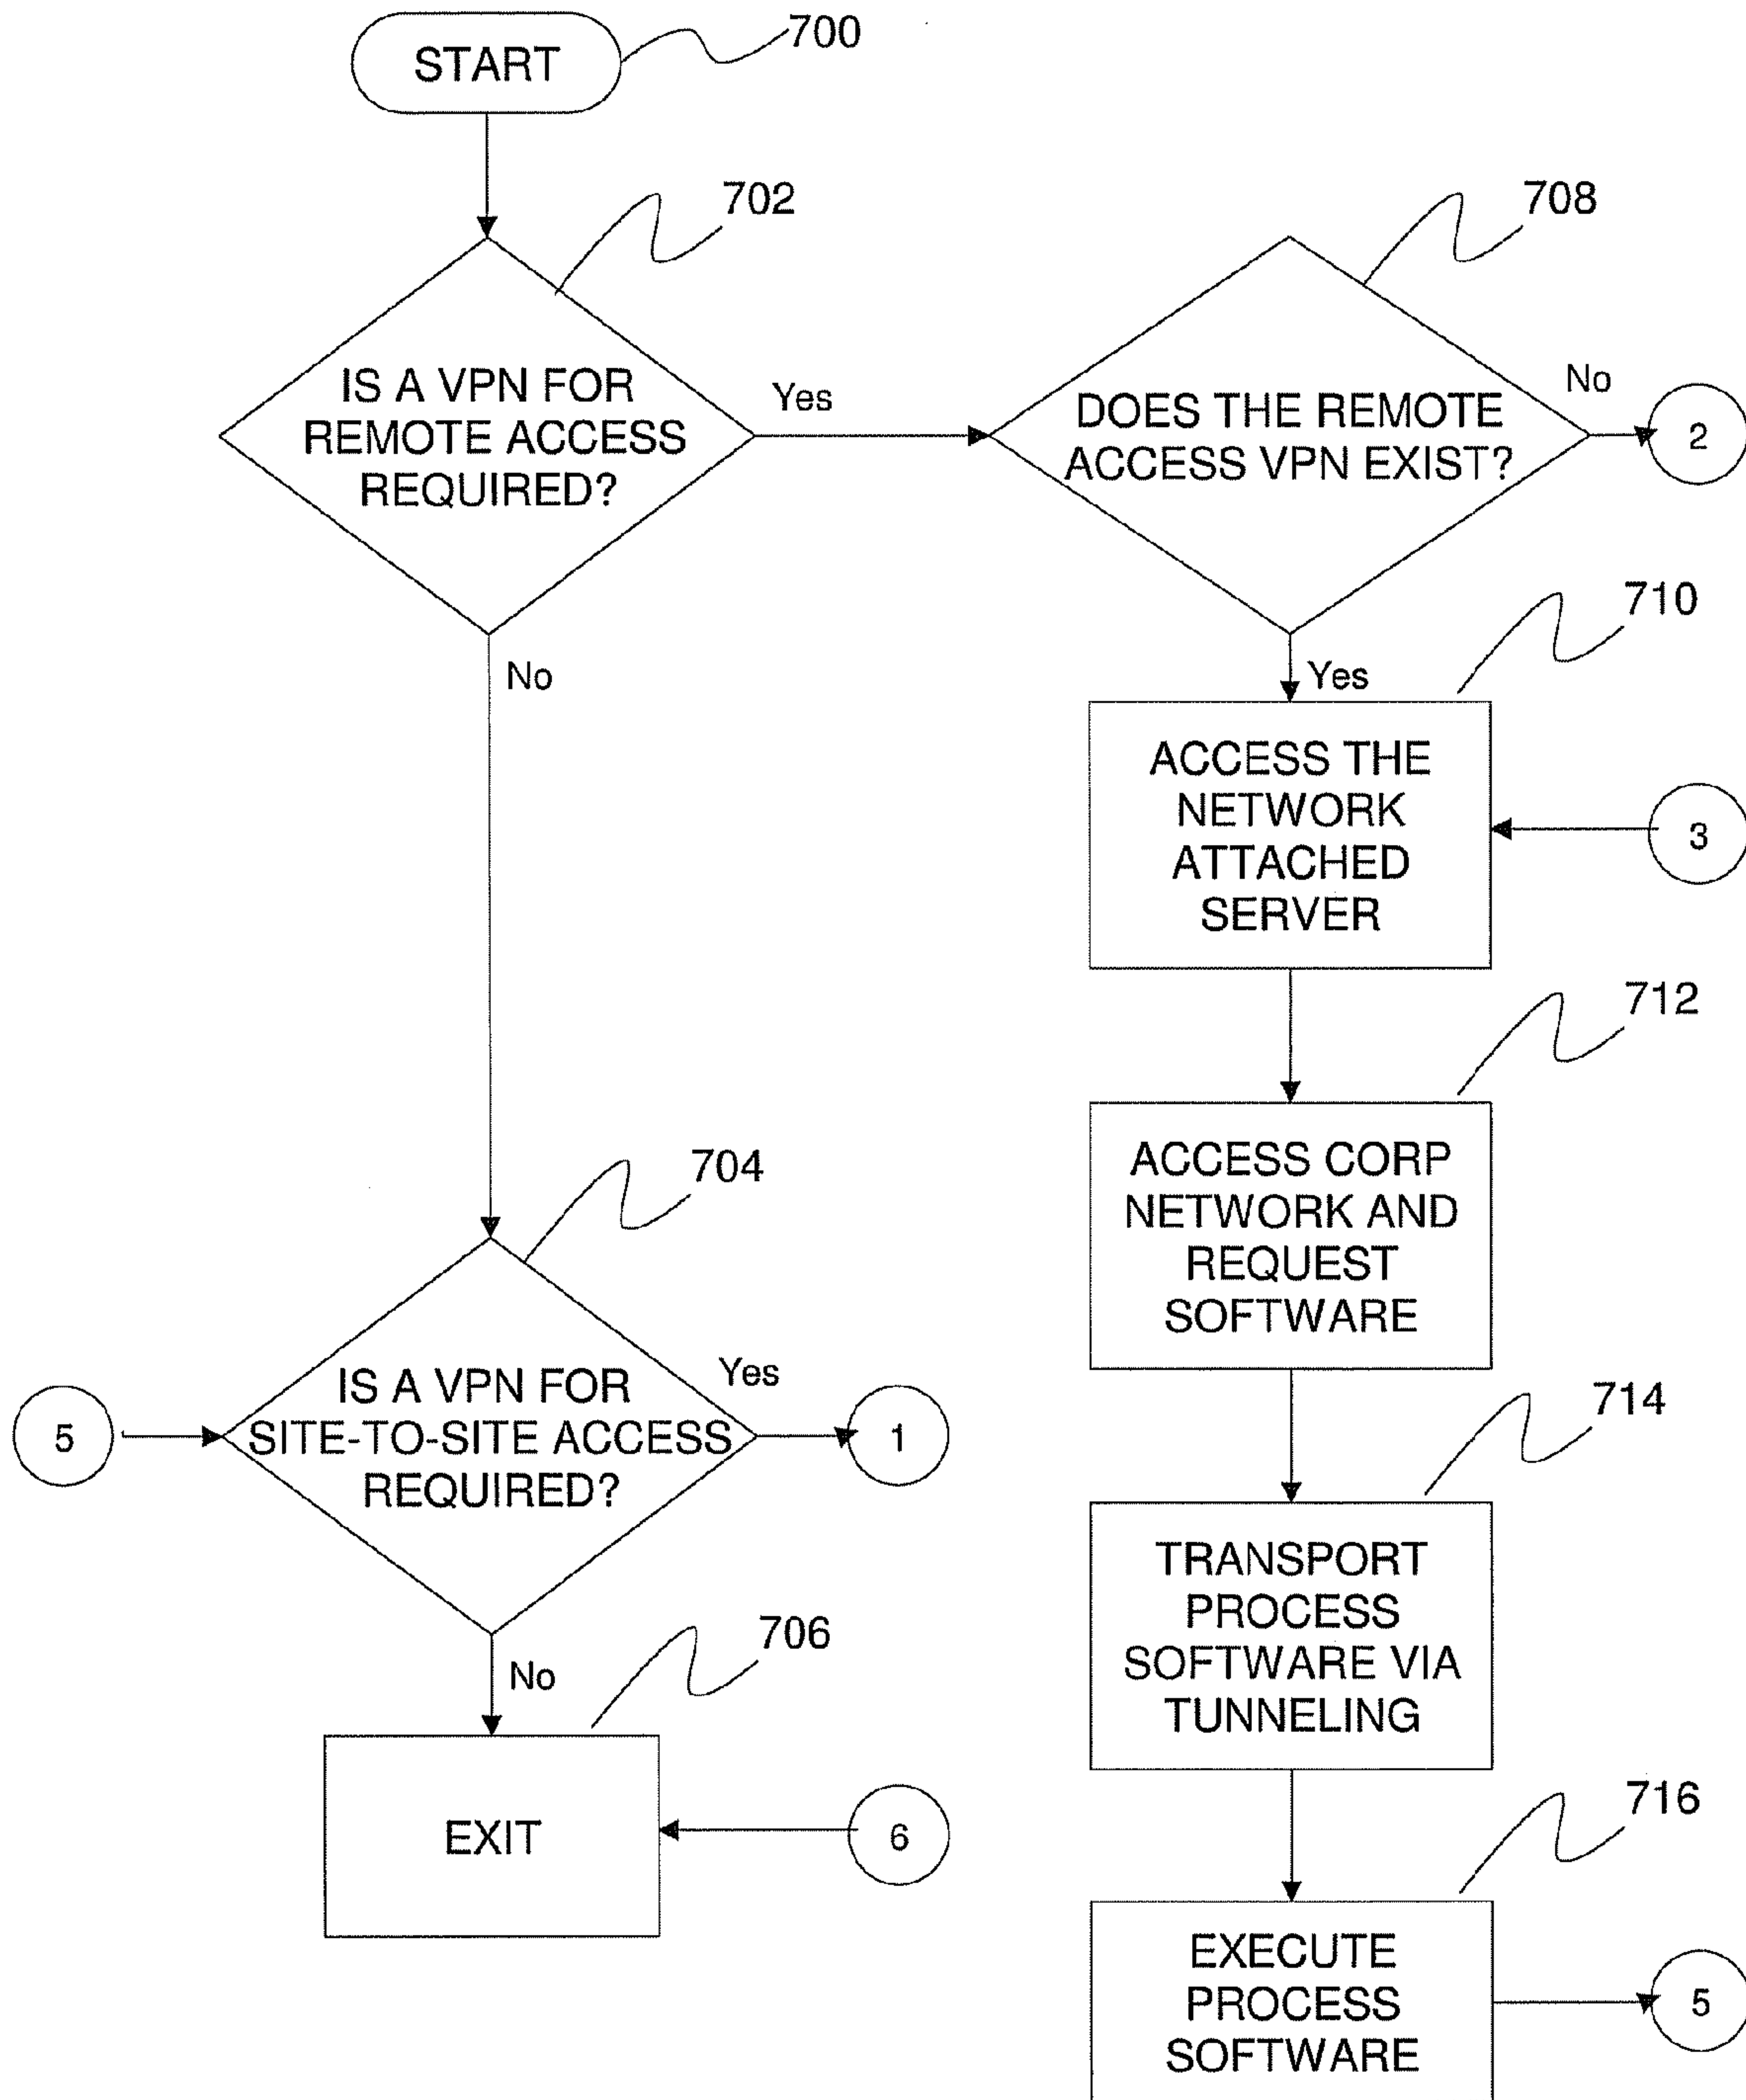 START
700
702
IS A VPN FOR
REMOTE ACCESS
REQUIRED?
Yes
No
708
DOES THE REMOTE
ACCESS VPN EXIST?
No
2
Yes
710
ACCESS THE
NETWORK
ATTACHED
SERVER
3
712
ACCESS CORP
NETWORK AND
REQUEST
SOFTWARE
704
5
IS A VPN FOR
SITE-TO-SITE ACCESS
REQUIRED?
Yes
1
No
706
EXIT
6
714
TRANSPORT
PROCESS
SOFTWARE VIA
TUNNELING
716
EXECUTE
PROCESS
SOFTWARE
5